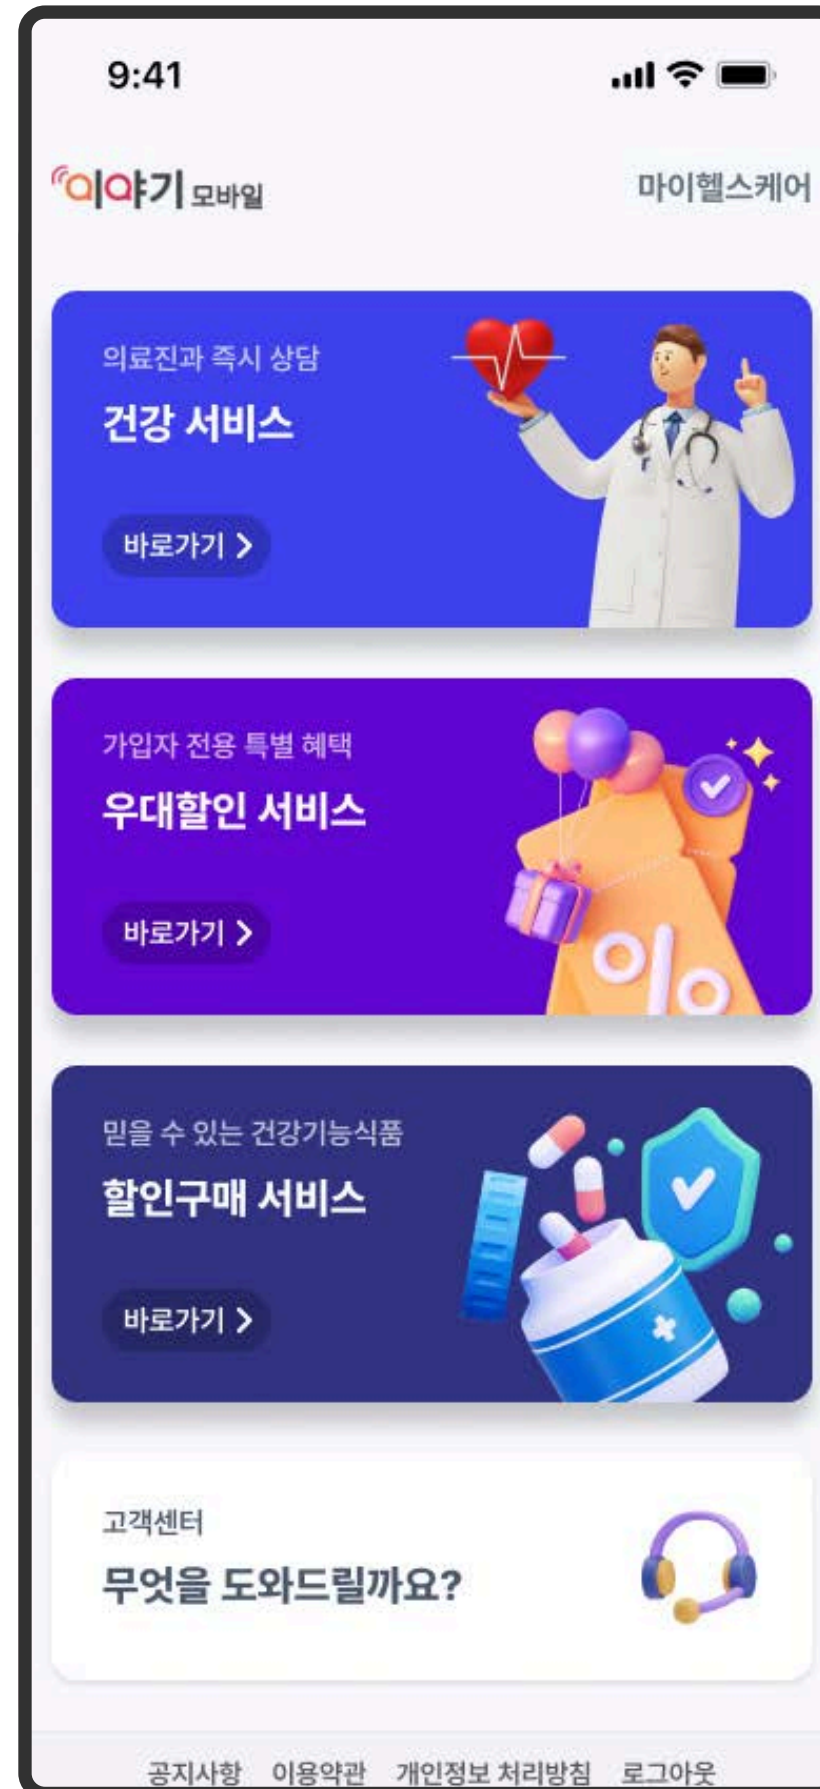 9:41
이야기 모바일 마이헬스케어
의료진과 즉시 상담
건강 서비스
바로가기 >
가입자 전용 특별 혜택
우대할인 서비스
바로가기 >
%
믿을 수 있는 건강기능식품
할인구매 서비스
바로가기 >
고객센터
무엇을 도와드릴까요?
공지사항 이용약관 개인정보 처리방침 로그아웃